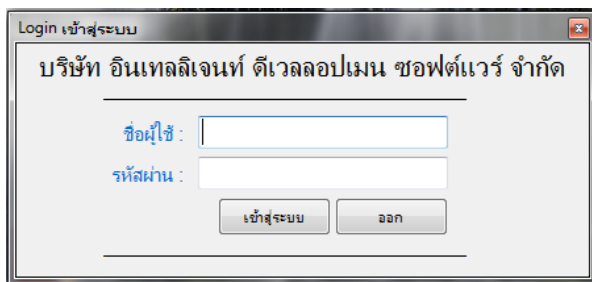 Login เข้าสู่ระบบ
บริษัท อินเทลลิเจนท์ ดีเวลลอปเมน ซอฟต์แวร์ จำกัด
ชื่อผู้ใช้ :
รหัสผ่าน :
เข้าสู่ระบบ ออก